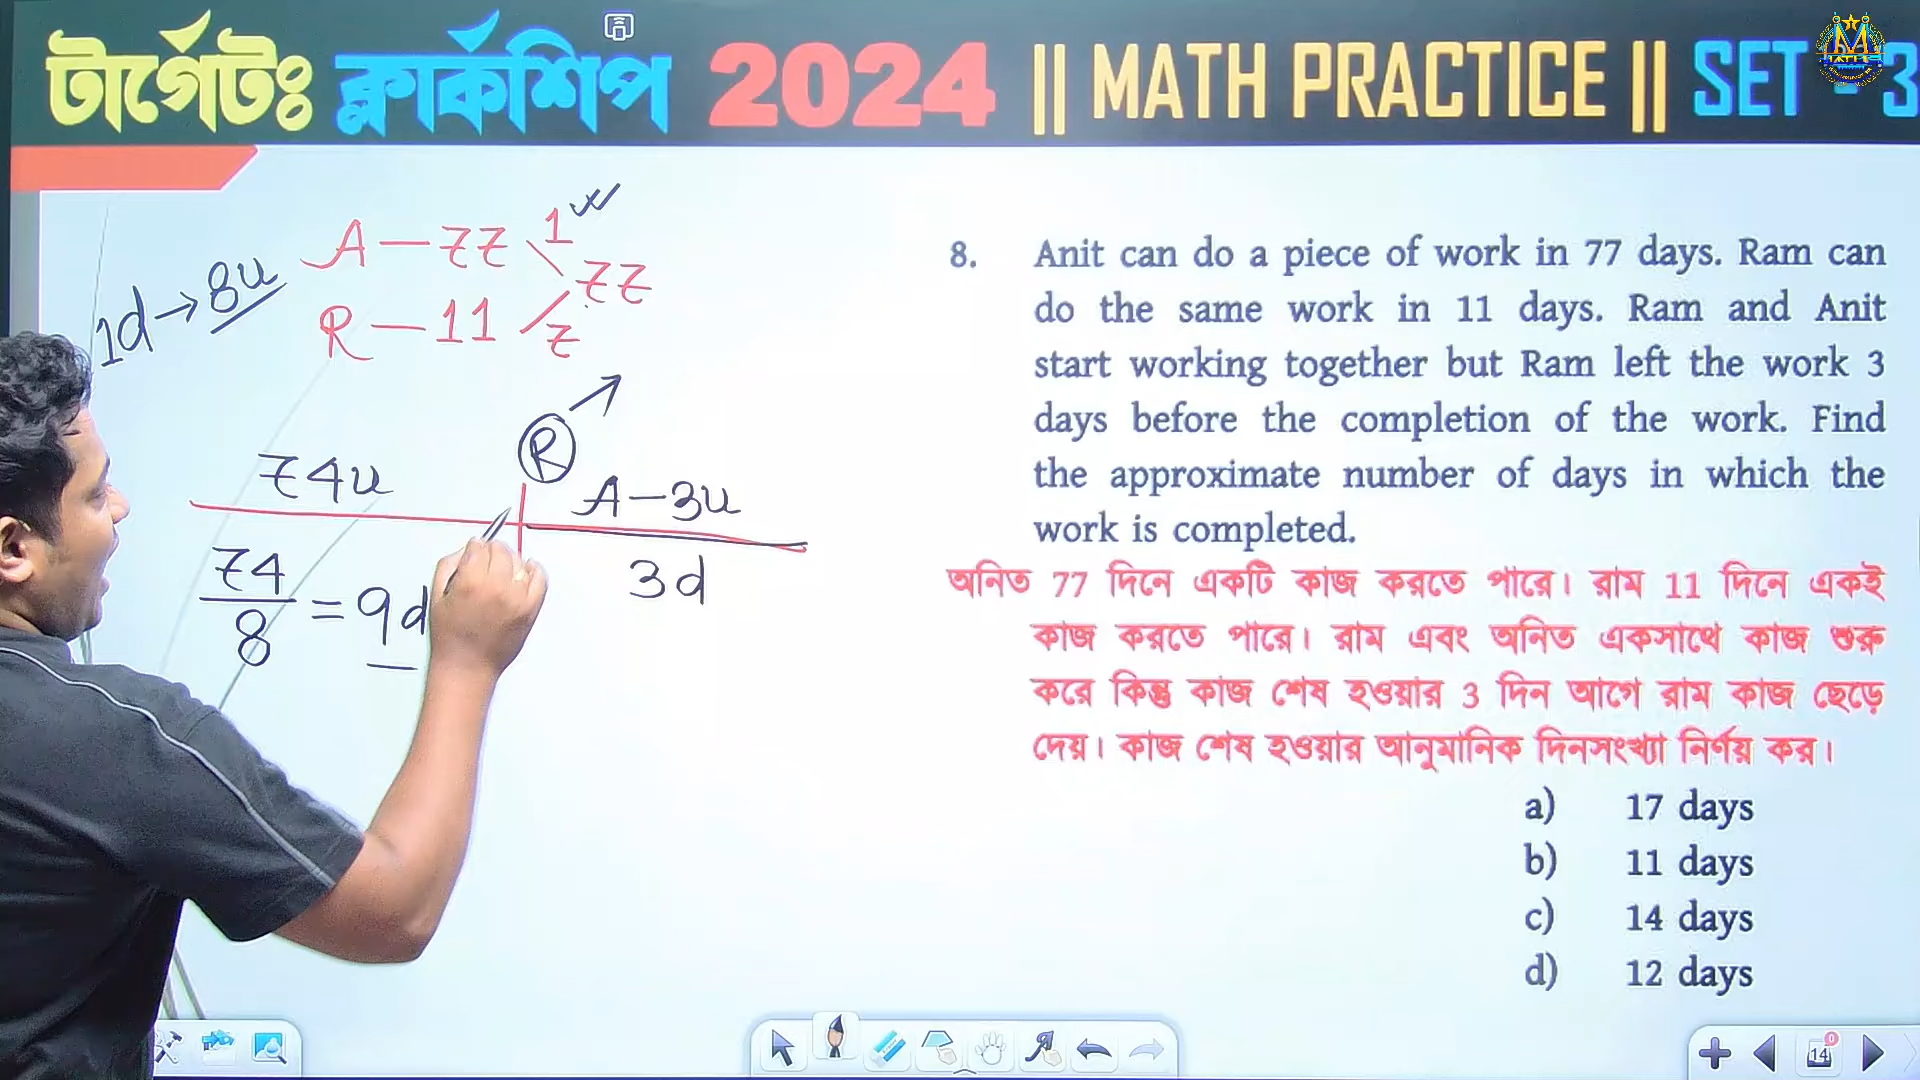 টার্গেটঃ ক্লার্কশিপ 2024 || MATH PRACTICE || SET - 3
1d → 8u
A — 77 1
77
R — 11 7
R
74u
A — 3u
74/8 = 9d
3d
8. Anit can do a piece of work in 77 days. Ram can
do the same work in 11 days. Ram and Anit
start working together but Ram left the work 3
days before the completion of the work. Find
the approximate number of days in which the
work is completed.
অনিত 77 দিনে একটি কাজ করতে পারে। রাম 11 দিনে একই
কাজ করতে পারে। রাম এবং অনিত একসাথে কাজ শুরু
করে কিন্তু কাজ শেষ হওয়ার 3 দিন আগে রাম কাজ ছেড়ে
দেয়। কাজ শেষ হওয়ার আনুমানিক দিনসংখ্যা নির্ণয় কর।
a) 17 days
b) 11 days
c) 14 days
d) 12 days
14
0